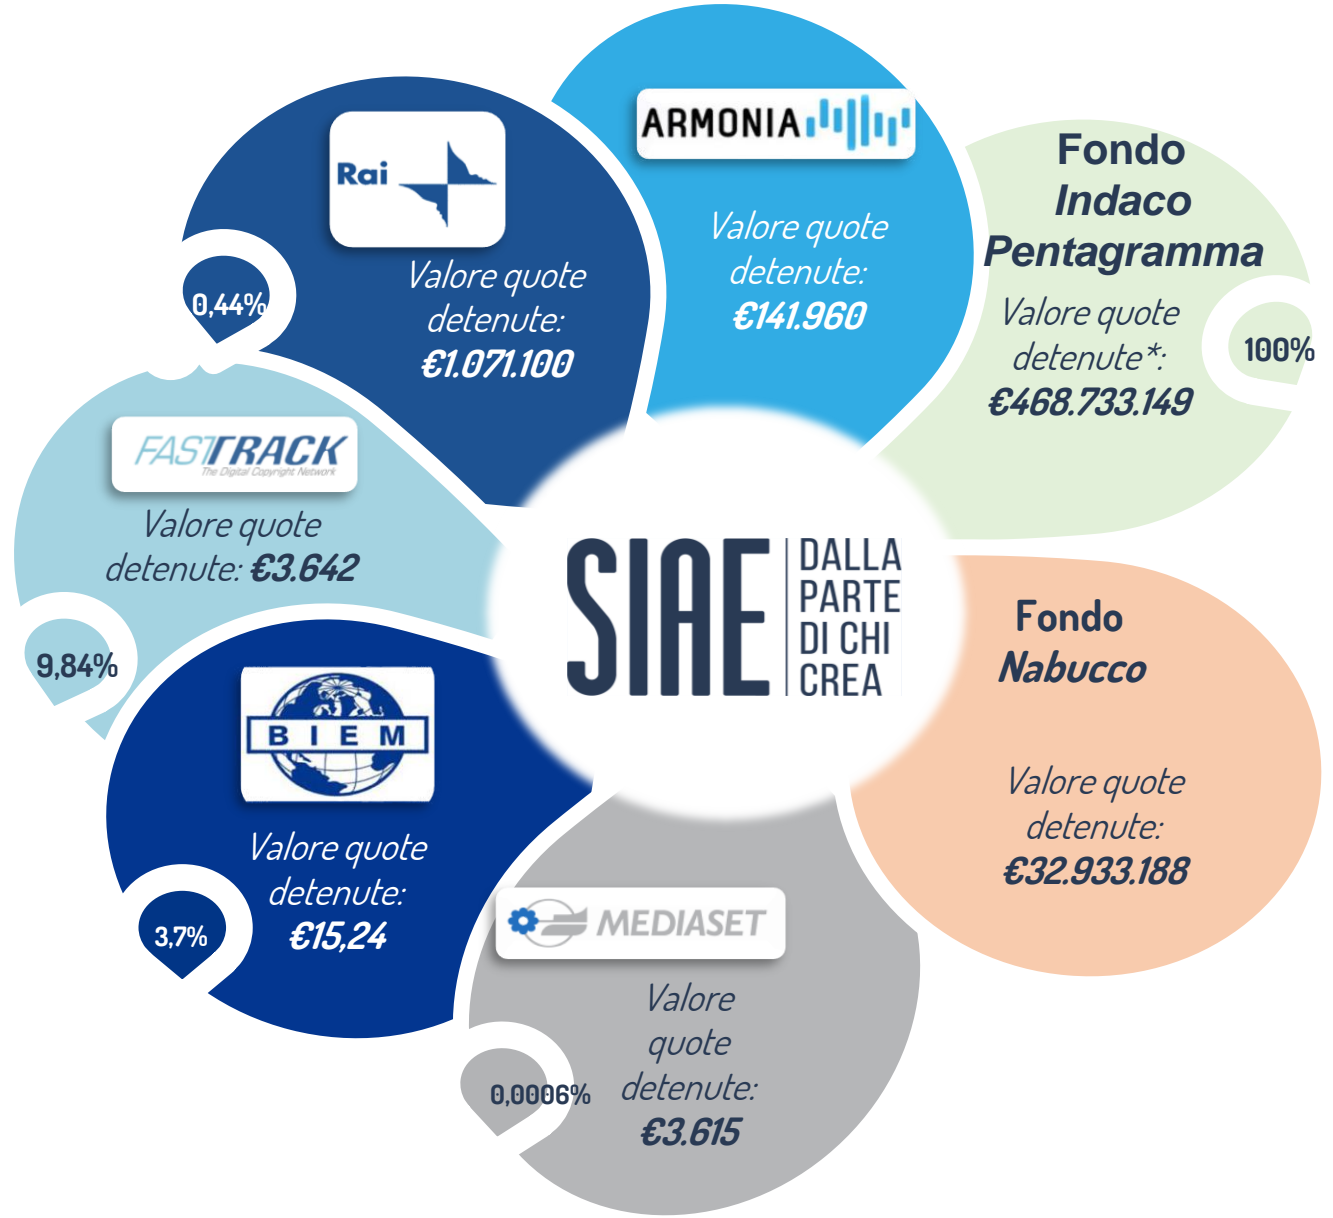 ARMONIA
Valore quote
detenute:
€141.960
Fondo
Indaco
Pentagramma
Valore quote
detenute*:
€468.733.149
100%
Rai
Valore quote
detenute:
€1.071.100
0,44%
FASTTRACK
The Digital Copyright Network
Valore quote
detenute: €3.642
9,84%
SIAE
DALLA
PARTE
DI CHI
CREA
Fondo
Nabucco
Valore quote
detenute:
€32.933.188
BIEM
Valore quote
detenute:
€15,24
3,7%
MEDIASET
Valore
quote
detenute:
€3.615
0,0006%